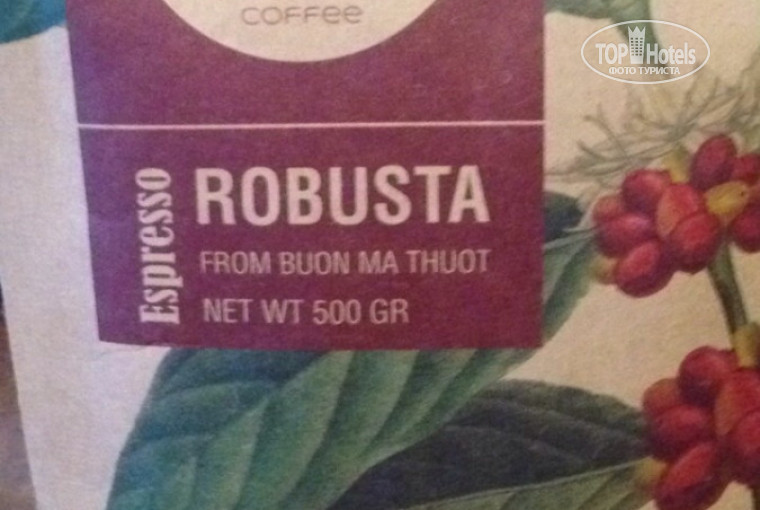 COFFEE
TOP Hotels
ФОТО ТУРИСТА
Espresso
ROBUSTA
FROM BUON MA THUOT
NET WT 500 GR